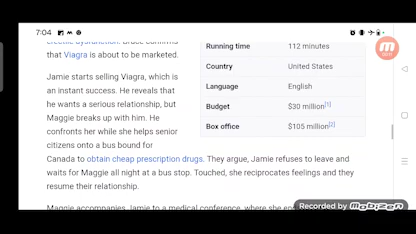 7:04
erectile dysfunction. Bruce confirms
that Viagra is about to be marketed.
Jamie starts selling Viagra, which is
an instant success. He reveals that
he wants a serious relationship, but
Maggie breaks up with him. He
confronts her while she helps senior
citizens onto a bus bound for
Canada to obtain cheap prescription drugs. They argue, Jamie refuses to leave and
waits for Maggie all night at a bus stop. Touched, she reciprocates feelings and they
resume their relationship.
Maggie accompanies Jamie to a medical conference, where she
Running time 112 minutes
Country United States
Language English
Budget $30 million[1]
Box office $105 million[2]
Recorded by mobizen